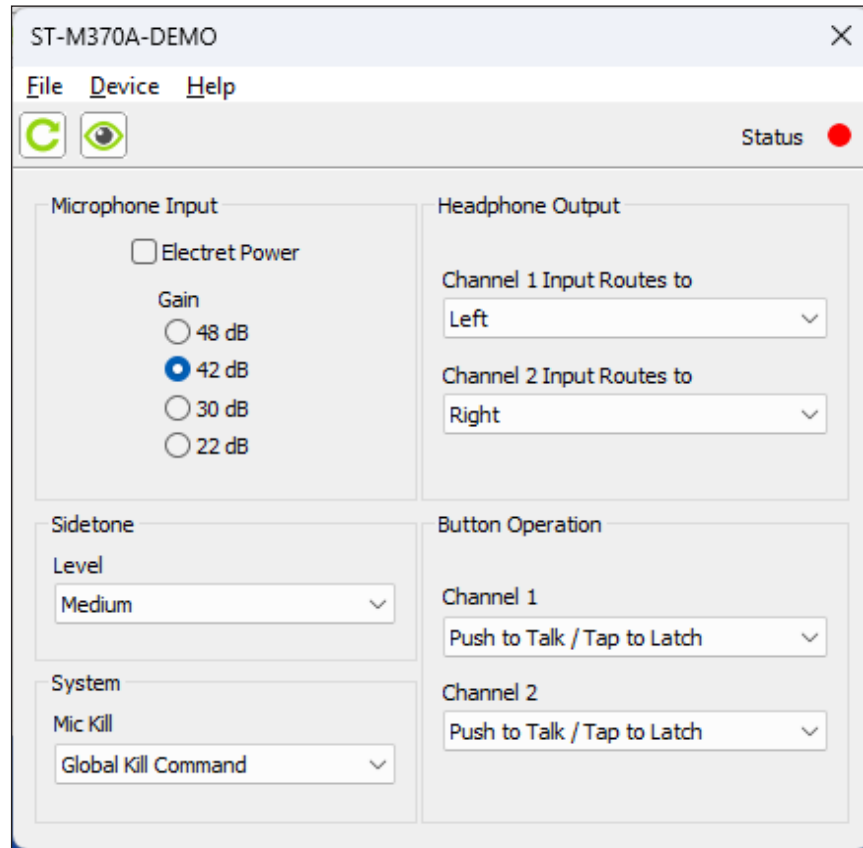 ST-M370A-DEMO
File Device Help
Status
Microphone Input
Electret Power
Gain
48 dB
42 dB
30 dB
22 dB
Headphone Output
Channel 1 Input Routes to
Left
Channel 2 Input Routes to
Right
Sidetone
Level
Medium
System
Mic Kill
Global Kill Command
Button Operation
Channel 1
Push to Talk / Tap to Latch
Channel 2
Push to Talk / Tap to Latch